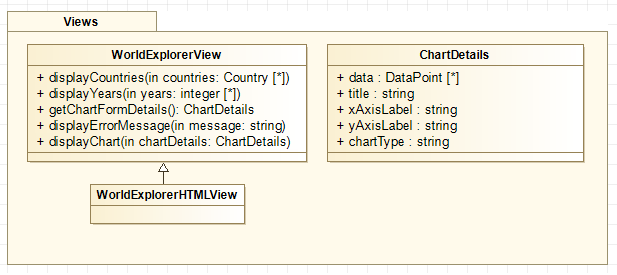 Views
WorldExplorerView
+ displayCountries(in countries: Country [*])
+ displayYears(in years: integer [*])
+ getChartFormDetails(): ChartDetails
+ displayErrorMessage(in message: string)
+ displayChart(in chartDetails: ChartDetails)
ChartDetails
+ data : DataPoint [*]
+ title : string
+ xAxisLabel : string
+ yAxisLabel : string
+ chartType : string
WorldExplorerHTMLView